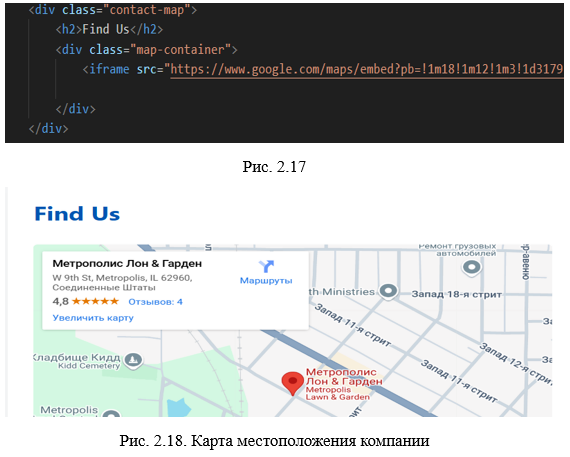 <div class="contact-map">
<h2>Find Us</h2>
<div class="map-container">
<iframe src="https://www.google.com/maps/embed?pb=!1m18!1m12!1m3!1d3179
</div>
</div>
Рис. 2.17
Find Us
Метрополис Лон & Гарден
W 9th St, Metropolis, IL 62960,
Соединенные Штаты
4,8 ★★★★★ Отзывов: 4
Увеличить карту
Маршруты
Ремонт грузовых
автомобилей
th Ministries
Запад 18-я стрит
Запад 11-я стрит
Запад 12-я стрит
Запад 11-я стрит
Кладбище Кидд
Kidd Cemetery
Метрополис
Лон & Гарден
Metropolis
Lawn & Garden
Metropolis
Рис. 2.18. Карта местоположения компании